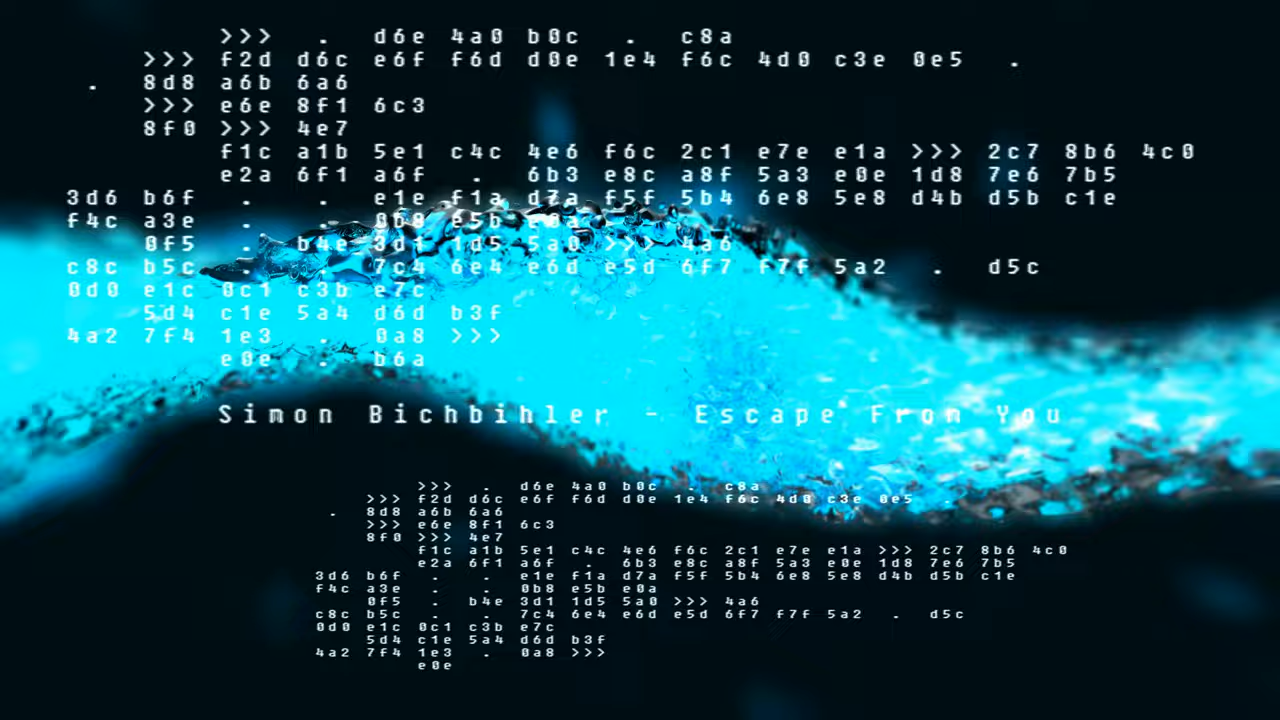 >>> . d6e 4a0 b0c . c8a
>>> f2d d6c e6f f6d d0e 1e4 f6c 4d0 c3e 0e5 .
. 8d8 a6b 6a6
>>> e6e 8f1 6c3
8f0 >>> 4e7
f1c a1b 5e1 c4c 4e6 f6c 2c1 e7e e1a >>> 2c7 8b6 4c0
e2a 6f1 a6f . 6b3 e8c a8f 5a3 e0e 1d8 7e6 7b5
3d6 b6f . . e1e f1a d7a f5f 5b4 6e8 5e8 d4b d5b c1e
f4c a3e . . 0b8 e5b e0a
0f5 . b4e 3d1 1d5 5a0 >>> 4a6
c8c b5c . . 7c4 6e4 e6d e5d 6f7 f7f 5a2 . d5c
0d0 e1c 0c1 c3b e7c
5d4 c1e 5a4 d6d b3f
4a2 7f4 1e3 . 0a8 >>>
e0e . b6a
Simon Bichbihler - Escape From You
>>> . d6e 4a0 b0c . c8a
>>> f2d d6c e6f f6d d0e 1e4 f6c 4d0 c3e 0e5 .
. 8d8 a6b 6a6
>>> e6e 8f1 6c3
8f0 >>> 4e7
f1c a1b 5e1 c4c 4e6 f6c 2c1 e7e e1a >>> 2c7 8b6 4c0
e2a 6f1 a6f . 6b3 e8c a8f 5a3 e0e 1d8 7e6 7b5
3d6 b6f . . e1e f1a d7a f5f 5b4 6e8 5e8 d4b d5b c1e
f4c a3e . . 0b8 e5b e0a
0f5 . b4e 3d1 1d5 5a0 >>> 4a6
c8c b5c . . 7c4 6e4 e6d e5d 6f7 f7f 5a2 . d5c
0d0 e1c 0c1 c3b e7c
5d4 c1e 5a4 d6d b3f
4a2 7f4 1e3 . 0a8 >>>
e0e